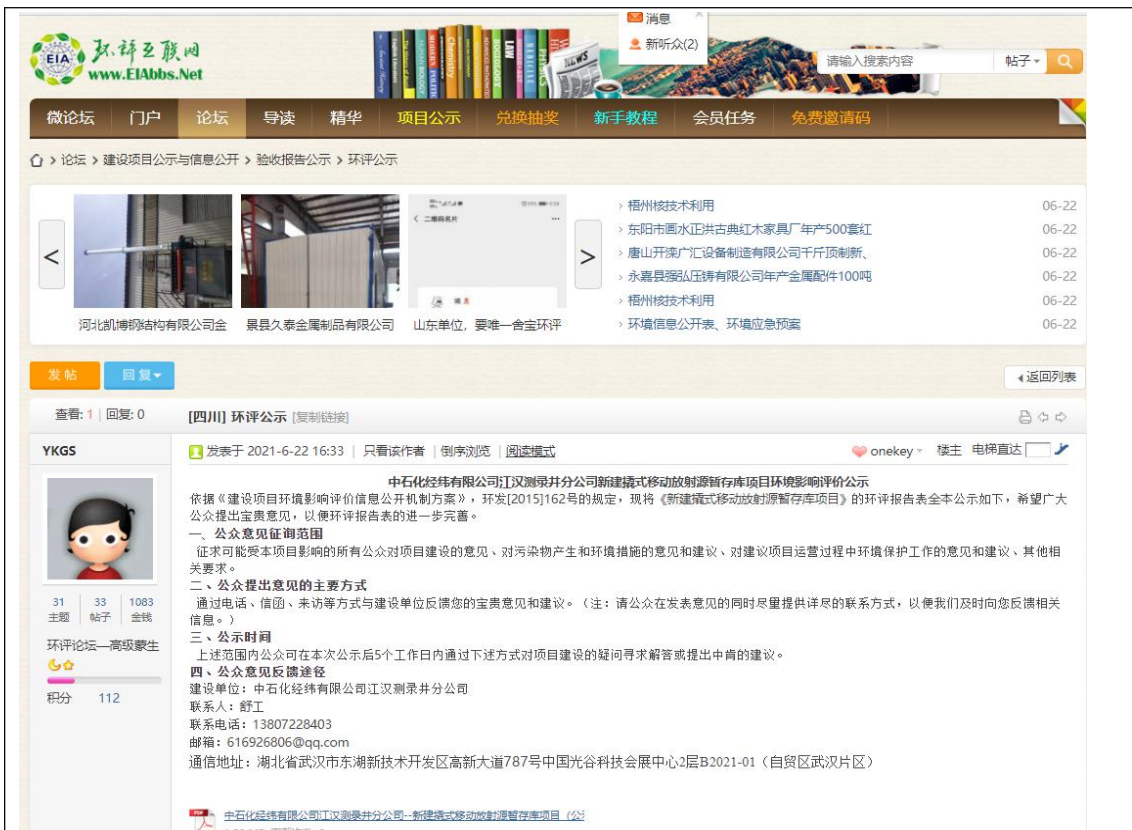 消息
新听众(2)
EIA
环评互联网
www.EIAbbs.Net
请输入搜索内容
帖子
微论坛 门户 论坛 导读 精华 项目公示 兑换抽奖 新手教程 会员任务 免费邀请码
› 论坛 › 建设项目公示与信息公开 › 验收报告公示 › 环评公示
二维码名片
河北凯博钢结构有限公司金
景县久泰金属制品有限公司
山东单位，要唯一舍宝环评
› 梧州核技术利用 06-22
› 东阳市画水正洪古典红木家具厂年产500套红 06-22
› 唐山开滦广汇设备制造有限公司千斤顶制新、 06-22
› 永嘉县强弘压铸有限公司年产金属配件100吨 06-22
› 梧州核技术利用 06-22
› 环境信息公开表、环境应急预案 06-22
发帖 回复
返回列表
查看: 1 | 回复: 0
[四川] 环评公示 [复制链接]
YKGS
发表于 2021-6-22 16:33 | 只看该作者 | 倒序浏览 | 阅读模式
onekey 楼主 电梯直达
31 33 1083
主题 帖子 金钱
环评论坛—高级蒙生
积分 112
中石化经纬有限公司江汉测录井分公司新建撬式移动放射源暂存库项目环境影响评价公示
依据《建设项目环境影响评价信息公开机制方案》，环发[2015]162号的规定，现将《新建撬式移动放射源暂存库项目》的环评报告表全本公示如下，希望广大
公众提出宝贵意见，以便环评报告表的进一步完善。
一、公众意见征询范围
征求可能受本项目影响的所有公众对项目建设的意见、对污染物产生和环境措施的意见和建议、对建议项目运营过程中环境保护工作的意见和建议、其他相
关要求。
二、公众提出意见的主要方式
通过电话、信函、来访等方式与建设单位反馈您的宝贵意见和建议。（注：请公众在发表意见的同时尽量提供详尽的联系方式，以便我们及时向您反馈相关
信息。）
三、公示时间
上述范围内公众可在本次公示后5个工作日内通过下述方式对项目建设的疑问寻求解答或提出中肯的建议。
四、公众意见反馈途径
建设单位：中石化经纬有限公司江汉测录井分公司
联系人：舒工
联系电话：13807228403
邮箱：616926806@qq.com
通信地址：湖北省武汉市东湖新技术开发区高新大道787号中国光谷科技会展中心2层B2021-01（自贸区武汉片区）
中石化经纬有限公司江汉测录井分公司--新建撬式移动放射源暂存库项目（公